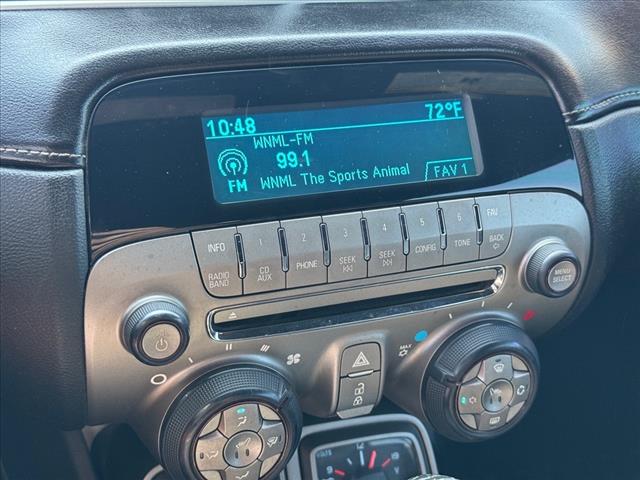 10:48 72°F
WNML-FM
99.1
FM WNML The Sports Animal FAV 1
INFO 1 2 3 4 5 6 FAV
RADIO BAND CD AUX PHONE SEEK SEEK CONFIG TONE BACK
MENU
SELECT
MAX
A/C